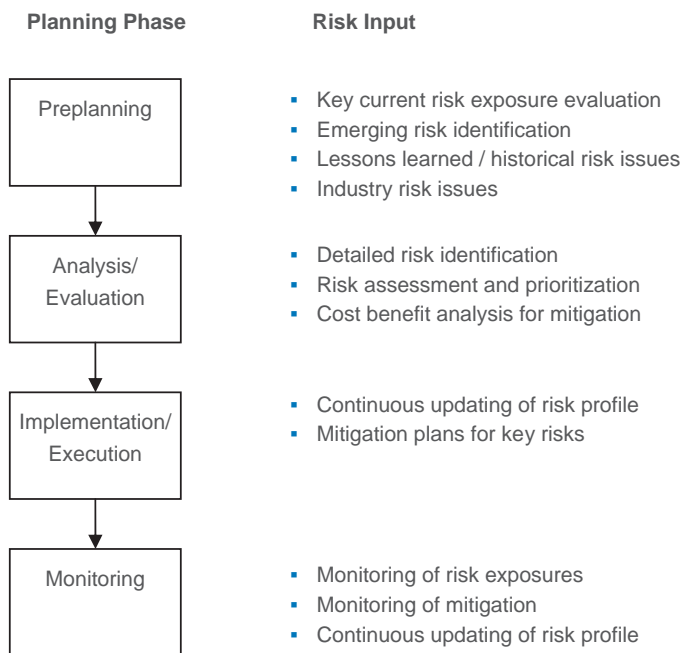 Planning Phase
Risk Input
Preplanning
▪ Key current risk exposure evaluation
▪ Emerging risk identification
▪ Lessons learned / historical risk issues
▪ Industry risk issues
Analysis/
Evaluation
▪ Detailed risk identification
▪ Risk assessment and prioritization
▪ Cost benefit analysis for mitigation
Implementation/
Execution
▪ Continuous updating of risk profile
▪ Mitigation plans for key risks
Monitoring
▪ Monitoring of risk exposures
▪ Monitoring of mitigation
▪ Continuous updating of risk profile